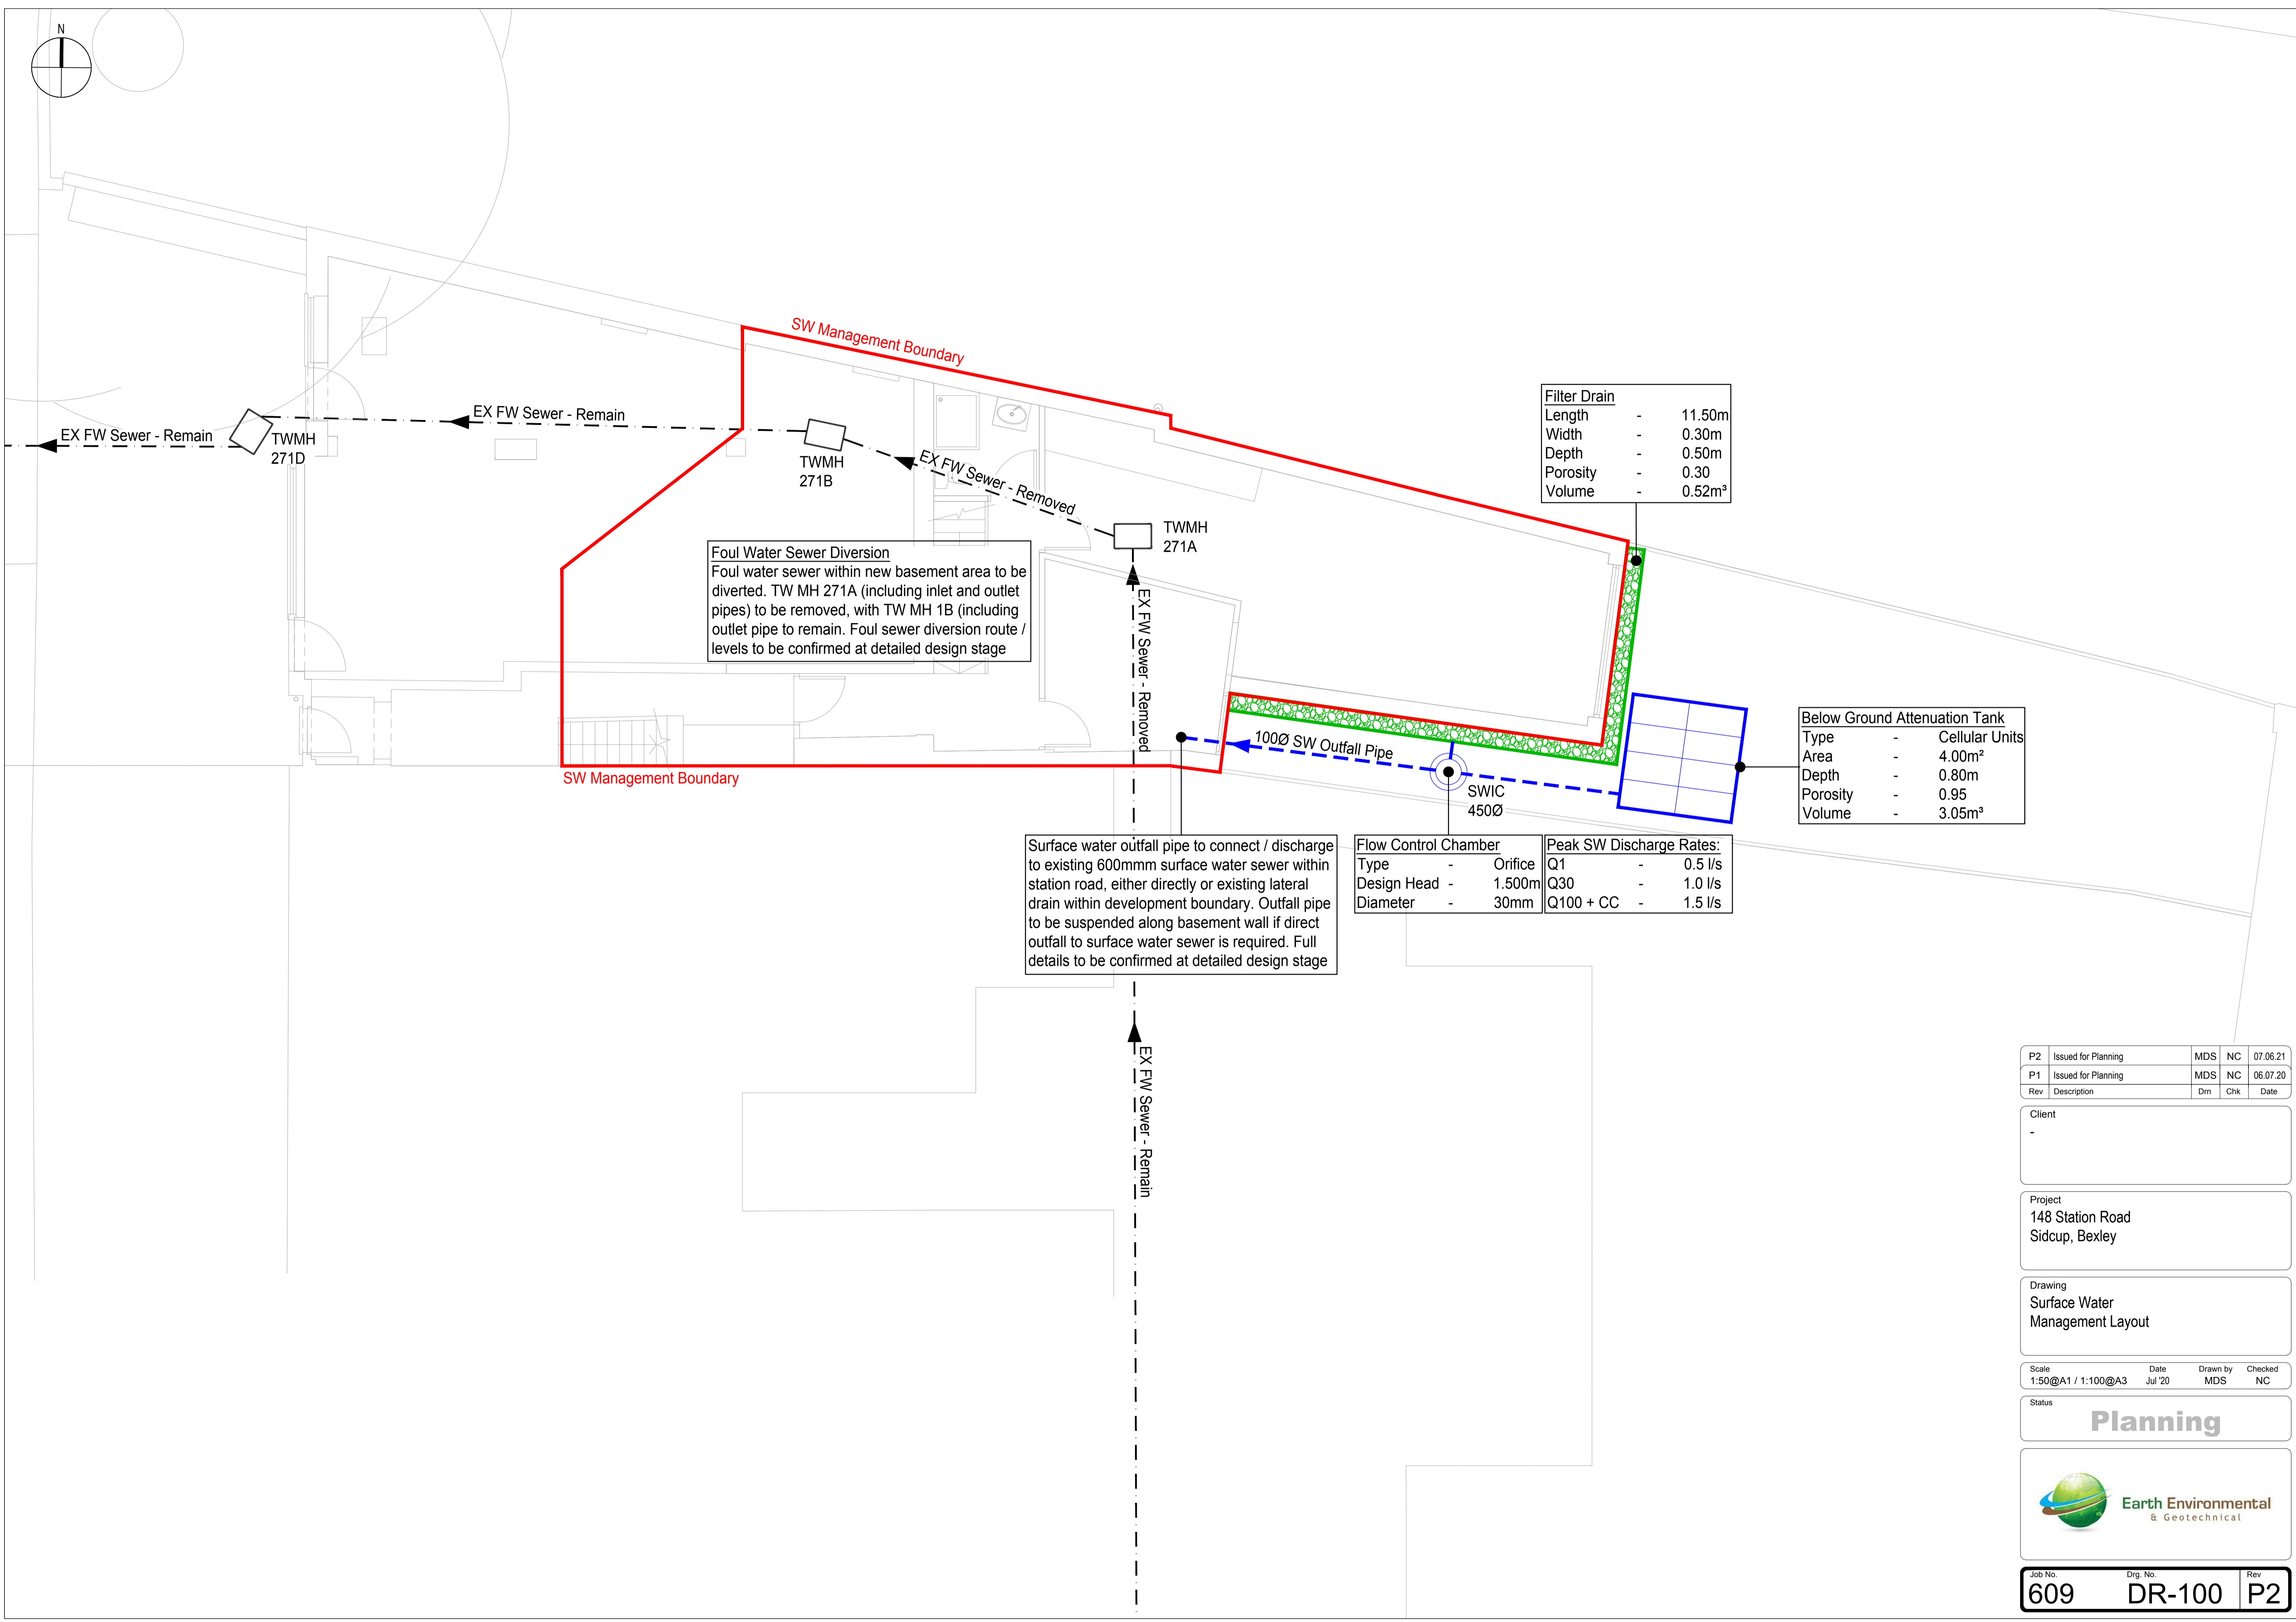 N
SW Management Boundary
EX FW Sewer - Remain
EX FW Sewer - Remain
TWMH
271D
TWMH
271B
EX FW Sewer - Removed
TWMH
271A
Filter Drain
Length - 11.50m
Width - 0.30m
Depth - 0.50m
Porosity - 0.30
Volume - 0.52m³
Foul Water Sewer Diversion
Foul water sewer within new basement area to be
diverted. TW MH 271A (including inlet and outlet
pipes) to be removed, with TW MH 1B (including
outlet pipe to remain. Foul sewer diversion route /
levels to be confirmed at detailed design stage
EX FW Sewer - Removed
SW Management Boundary
100Ø SW Outfall Pipe
SWIC
450Ø
Below Ground Attenuation Tank
Type - Cellular Units
Area - 4.00m²
Depth - 0.80m
Porosity - 0.95
Volume - 3.05m³
Surface water outfall pipe to connect / discharge
to existing 600mmm surface water sewer within
station road, either directly or existing lateral
drain within development boundary. Outfall pipe
to be suspended along basement wall if direct
outfall to surface water sewer is required. Full
details to be confirmed at detailed design stage
Flow Control Chamber
Type - Orifice
Design Head - 1.500m
Diameter - 30mm
Peak SW Discharge Rates:
Q1 - 0.5 l/s
Q30 - 1.0 l/s
Q100 + CC - 1.5 l/s
EX FW Sewer - Remain
P2 Issued for Planning MDS NC 07.06.21
P1 Issued for Planning MDS NC 06.07.20
Rev Description Drn Chk Date
Client
-
Project
148 Station Road
Sidcup, Bexley
Drawing
Surface Water
Management Layout
Scale Date Drawn by Checked
1:50@A1 / 1:100@A3 Jul '20 MDS NC
Status
Planning
Earth Environmental
& Geotechnical
Job No. Drg. No. Rev
609 DR-100 P2